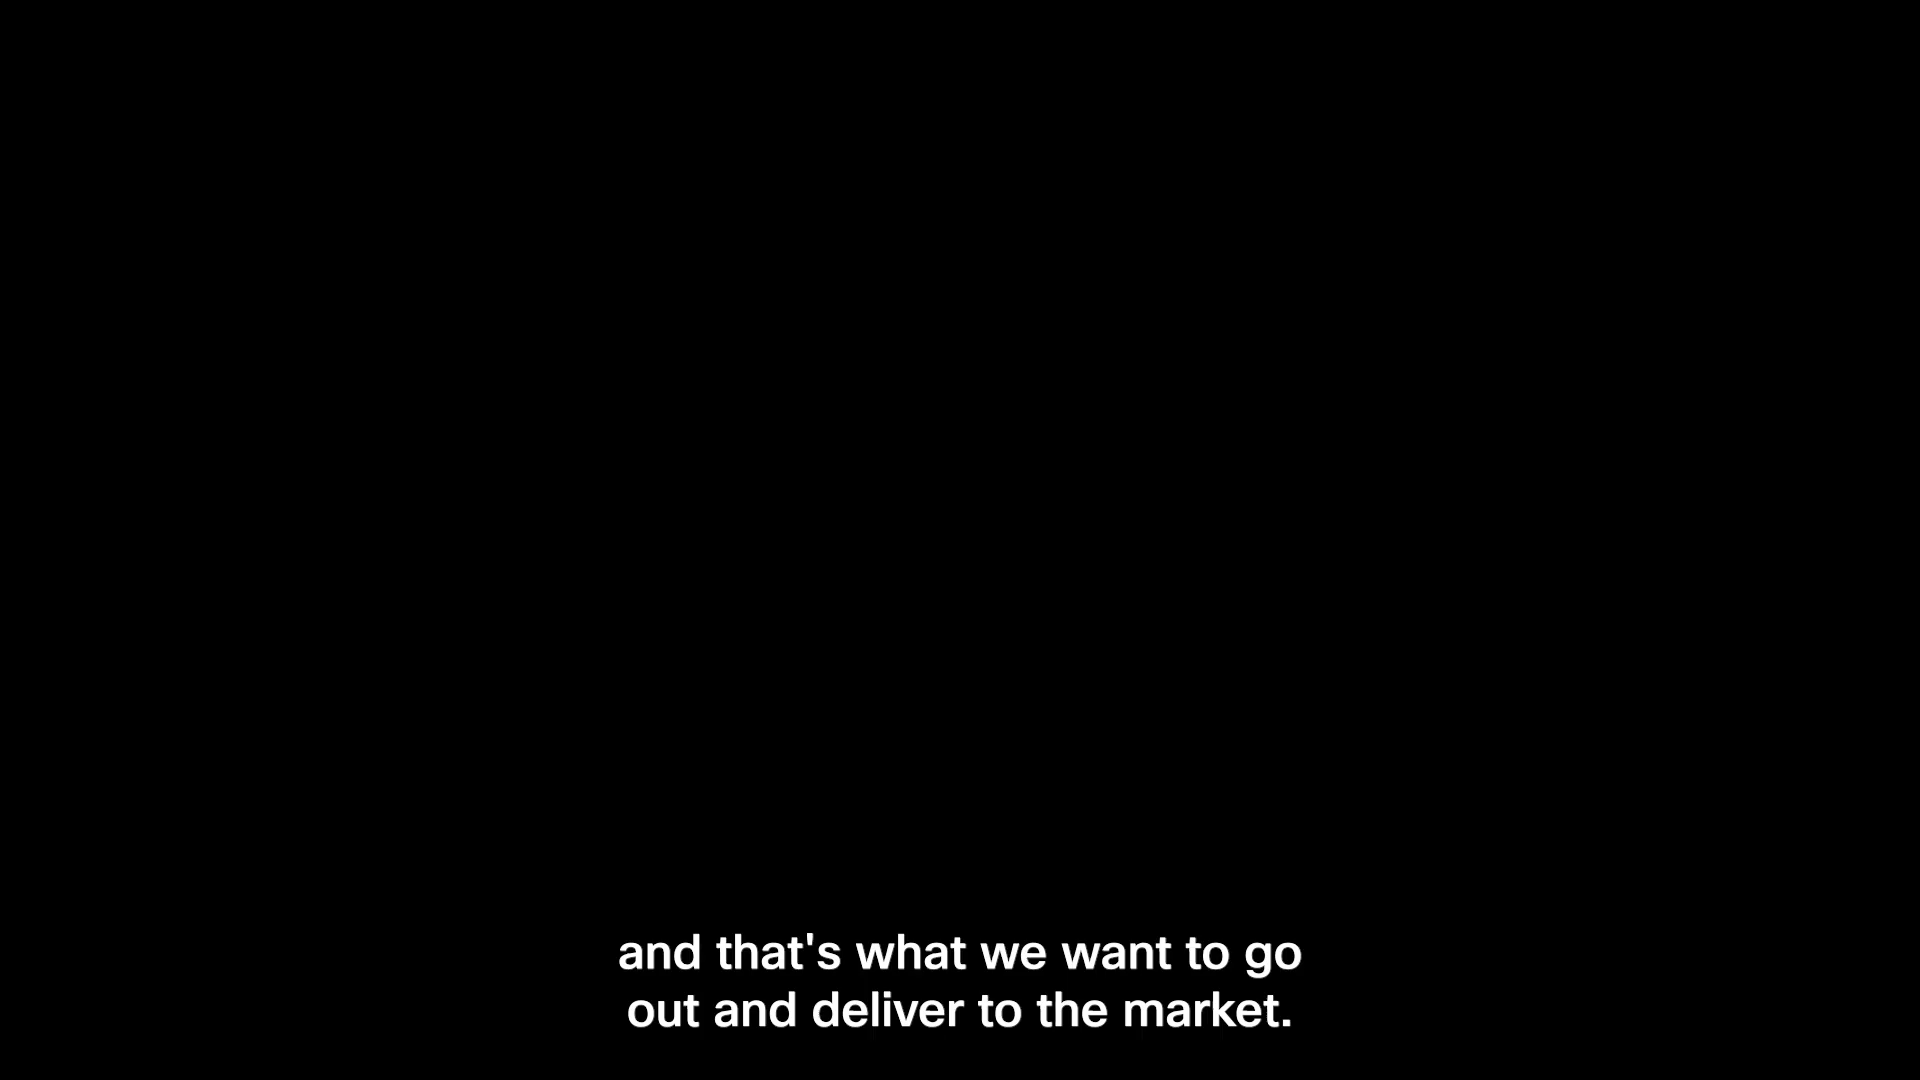 and that's what we want to go
out and deliver to the market.